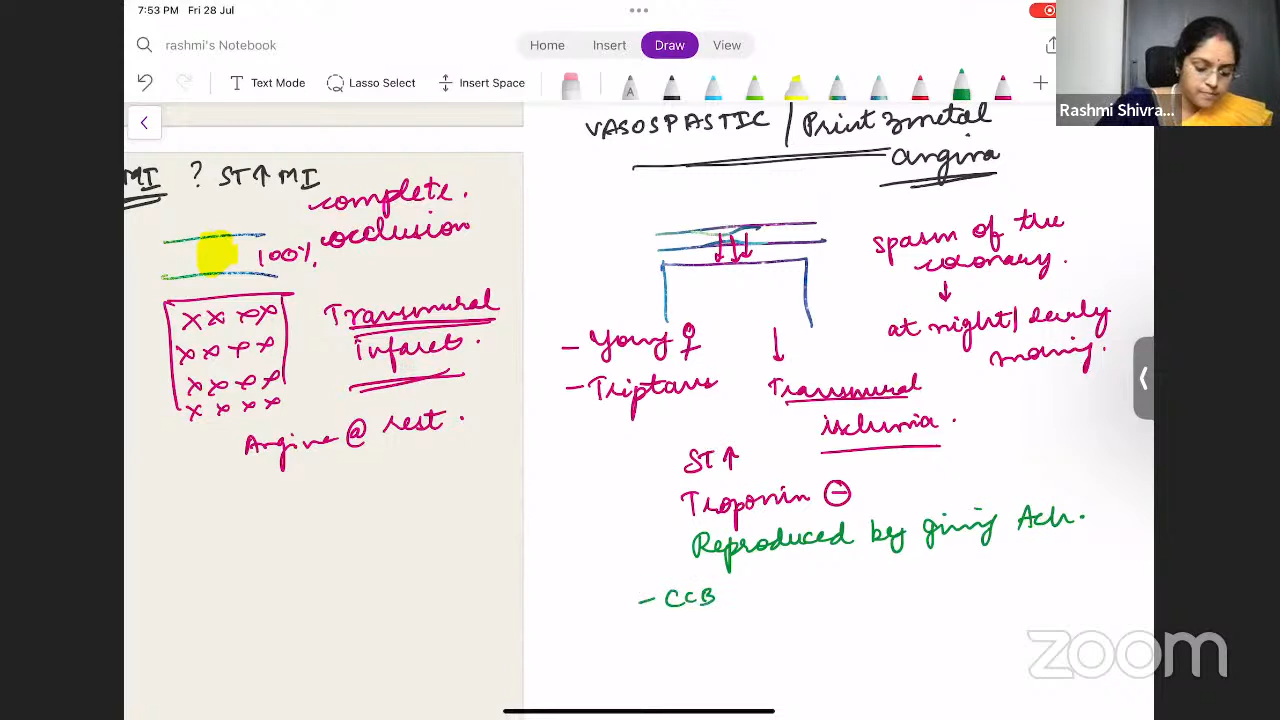 7:53 PM Fri 28 Jul
rashmi's Notebook
Home Insert Draw View
Text Mode Lasso Select Insert Space
A
Rashmi Shivra...
MI ? ST↑ MI
complete.
100% occlusion
Transmural
infarct.
Angina @ rest.
VASOSPASTIC / Printzmetal
angina
spasm of the
coronary.
↓
at night / early
morning.
- Young ♀
- Triptans
↓
Transmural
ischemia.
ST↑
Troponin ⊖
Reproduced by giving Ach.
- CCB
zoom